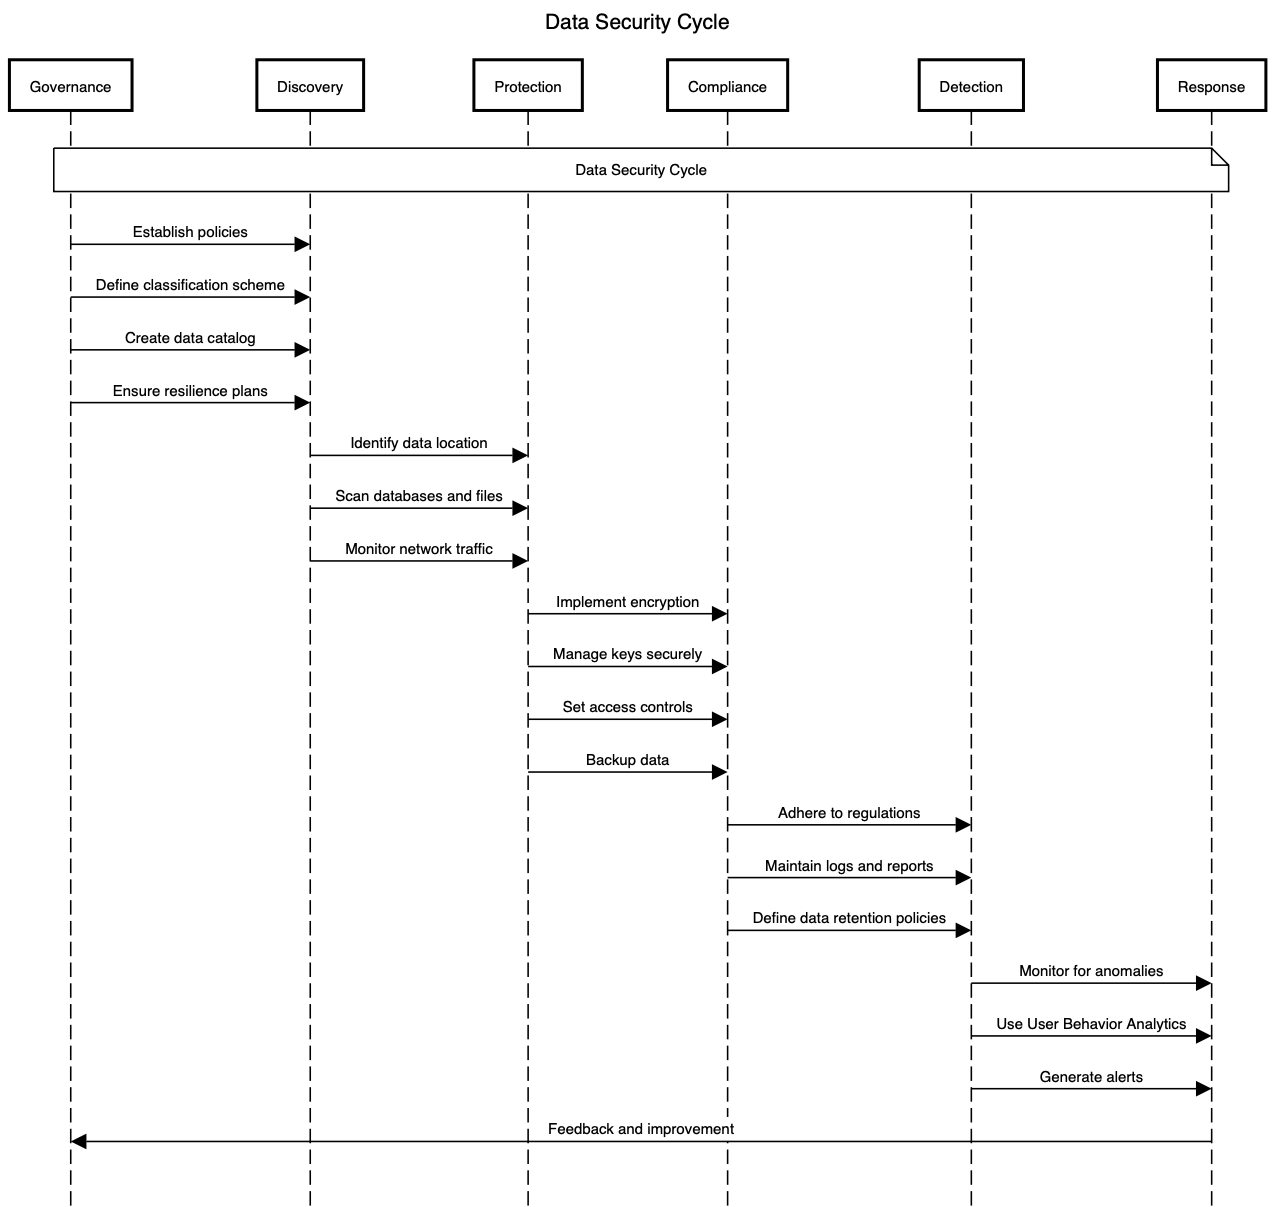 Data Security Cycle
Governance
Discovery
Protection
Compliance
Detection
Response
Data Security Cycle
Establish policies
Define classification scheme
Create data catalog
Ensure resilience plans
Identify data location
Scan databases and files
Monitor network traffic
Implement encryption
Manage keys securely
Set access controls
Backup data
Adhere to regulations
Maintain logs and reports
Define data retention policies
Monitor for anomalies
Use User Behavior Analytics
Generate alerts
Feedback and improvement